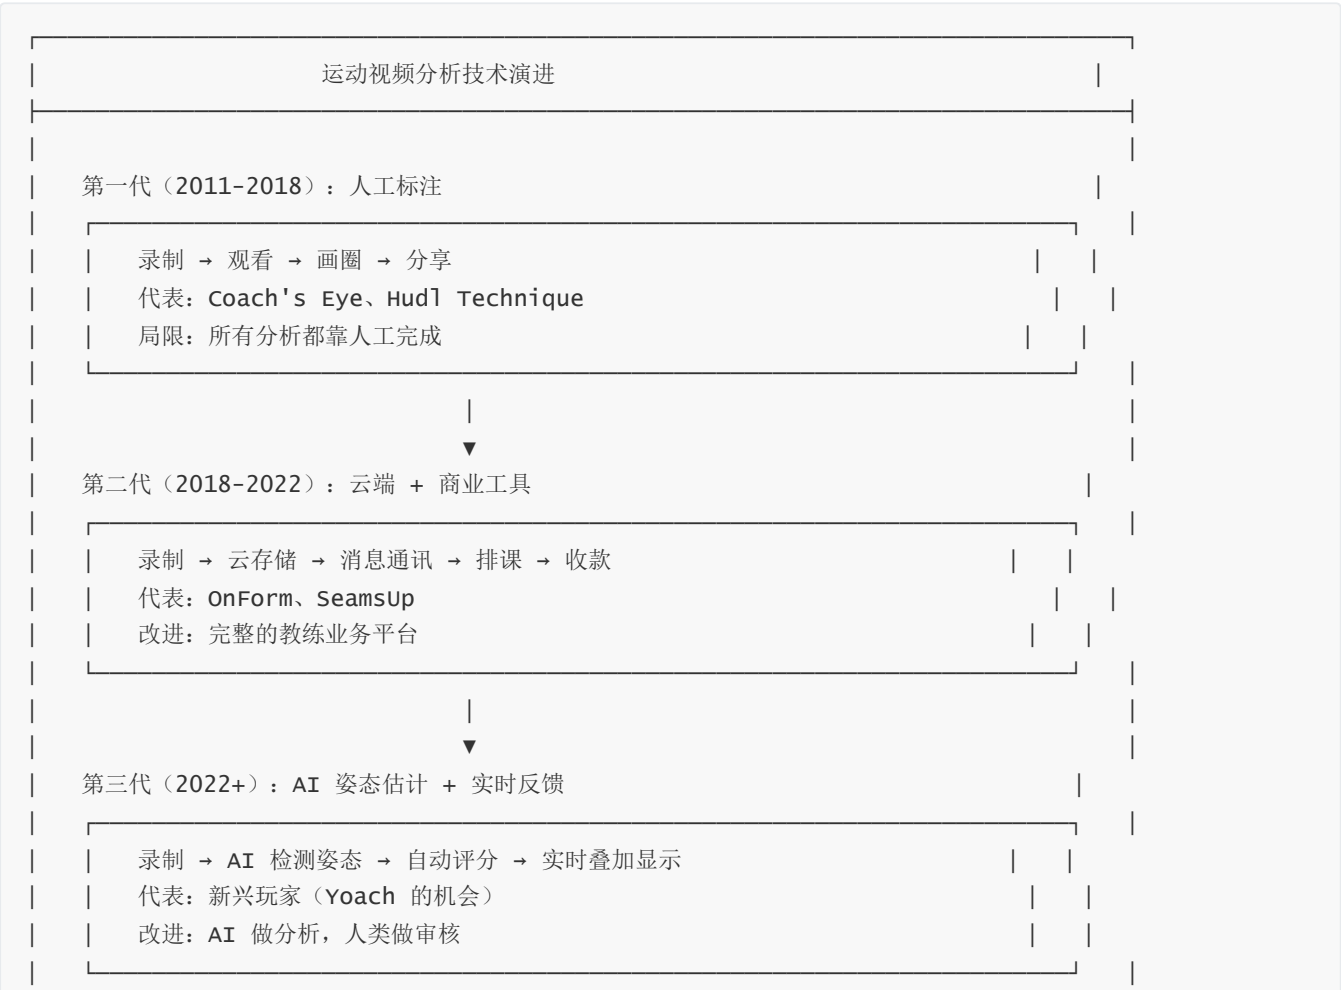 运动视频分析技术演进
第一代（2011-2018）：人工标注
录制 → 观看 → 画圈 → 分享
代表：Coach's Eye、Hudl Technique
局限：所有分析都靠人工完成
▼
第二代（2018-2022）：云端 + 商业工具
录制 → 云存储 → 消息通讯 → 排课 → 收款
代表：OnForm、SeamsUp
改进：完整的教练业务平台
▼
第三代（2022+）：AI 姿态估计 + 实时反馈
录制 → AI 检测姿态 → 自动评分 → 实时叠加显示
代表：新兴玩家（Yoach 的机会）
改进：AI 做分析，人类做审核